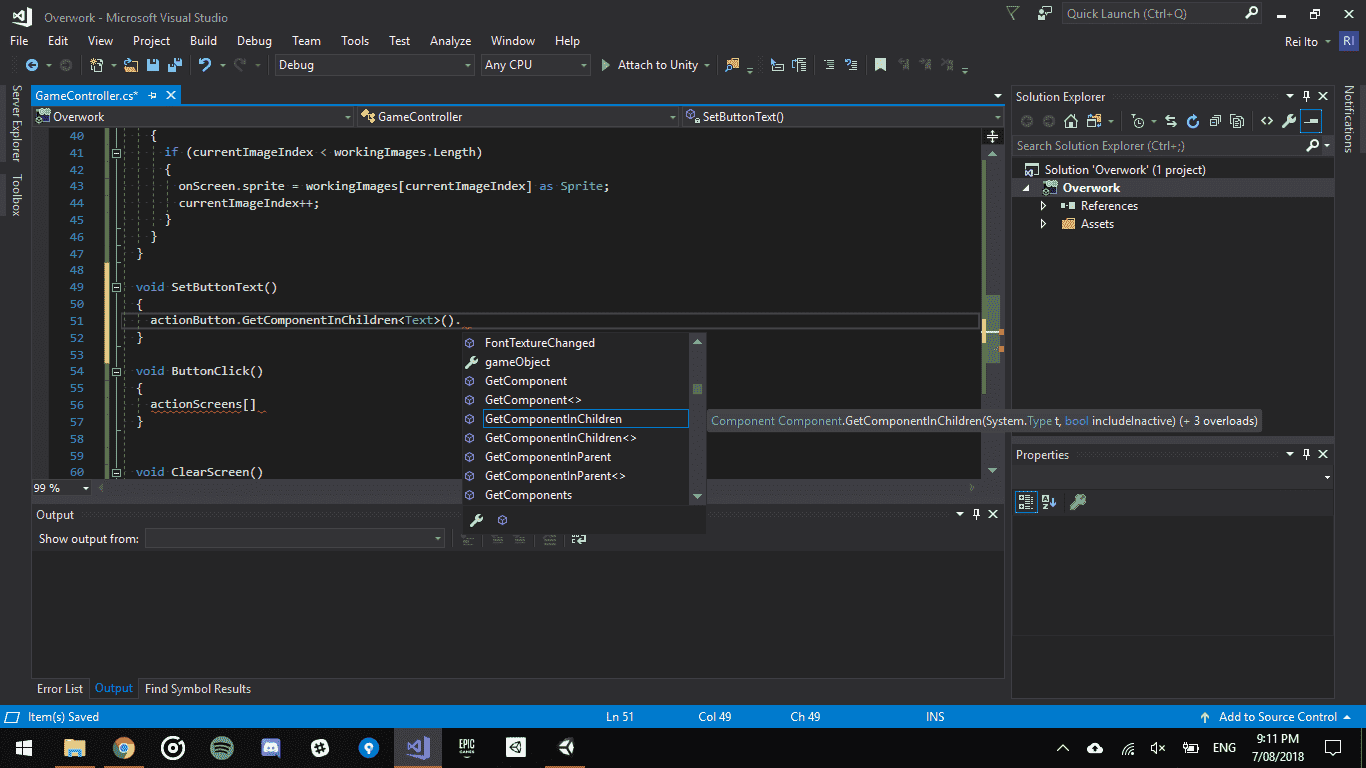 Overwork - Microsoft Visual Studio
Quick Launch (Ctrl+Q)
File Edit View Project Build Debug Team Tools Test Analyze Window Help
Rei Ito RI
Debug Any CPU Attach to Unity
Server Explorer
Toolbox
GameController.cs*
Overwork GameController SetButtonText()
40 {
41 if (currentImageIndex < workingImages.Length)
42 {
43 onScreen.sprite = workingImages[currentImageIndex] as Sprite;
44 currentImageIndex++;
45 }
46 }
47 }
48
49 void SetButtonText()
50 {
51 actionButton.GetComponentInChildren<Text>().
52 }
53
54 void ButtonClick()
55 {
56 actionScreens[]
57 }
58
59
60 void ClearScreen()
FontTextureChanged
gameObject
GetComponent
GetComponent<>
GetComponentInChildren
GetComponentInChildren<>
GetComponentInParent
GetComponentInParent<>
GetComponents
Component Component.GetComponentInChildren(System.Type t, bool includeInactive) (+ 3 overloads)
99 %
Output
Show output from:
Error List Output Find Symbol Results
Solution Explorer
Search Solution Explorer (Ctrl+;)
Solution 'Overwork' (1 project)
Overwork
References
Assets
Properties
Notifications
Item(s) Saved Ln 51 Col 49 Ch 49 INS Add to Source Control
EPIC
GAMES
ENG
9:11 PM
7/08/2018